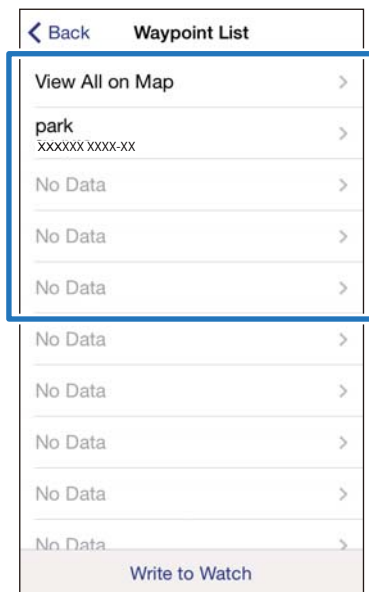 Back Waypoint List
View All on Map
park
XXXXXX XXXX-XX
No Data
No Data
No Data
No Data
No Data
No Data
No Data
No Data
Write to Watch